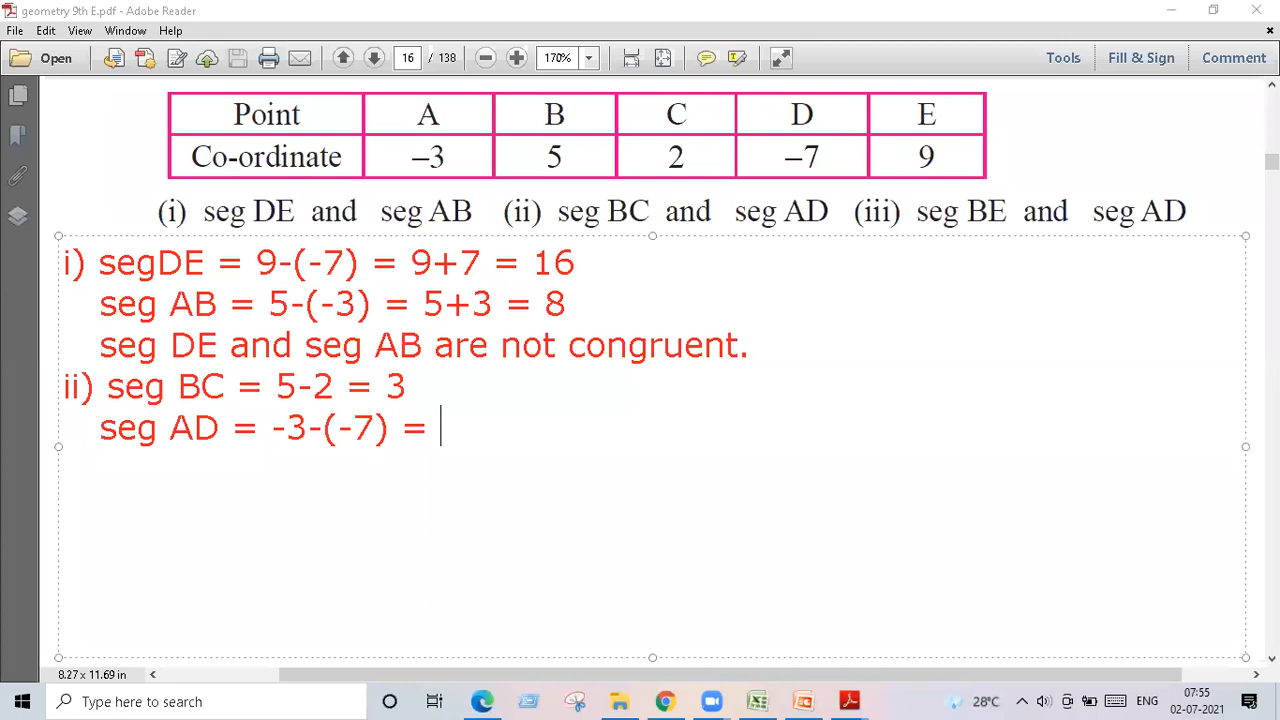 geometry 9th E.pdf - Adobe Reader
File Edit View Window Help
Open 16 / 138 170% Tools Fill & Sign Comment
Point A B C D E
Co-ordinate –3 5 2 –7 9
(i) seg DE and seg AB (ii) seg BC and seg AD (iii) seg BE and seg AD
i) segDE = 9-(-7) = 9+7 = 16
seg AB = 5-(-3) = 5+3 = 8
seg DE and seg AB are not congruent.
ii) seg BC = 5-2 = 3
seg AD = -3-(-7) =
8.27 x 11.69 in
Type here to search 28°C ENG 07:55
02-07-2021